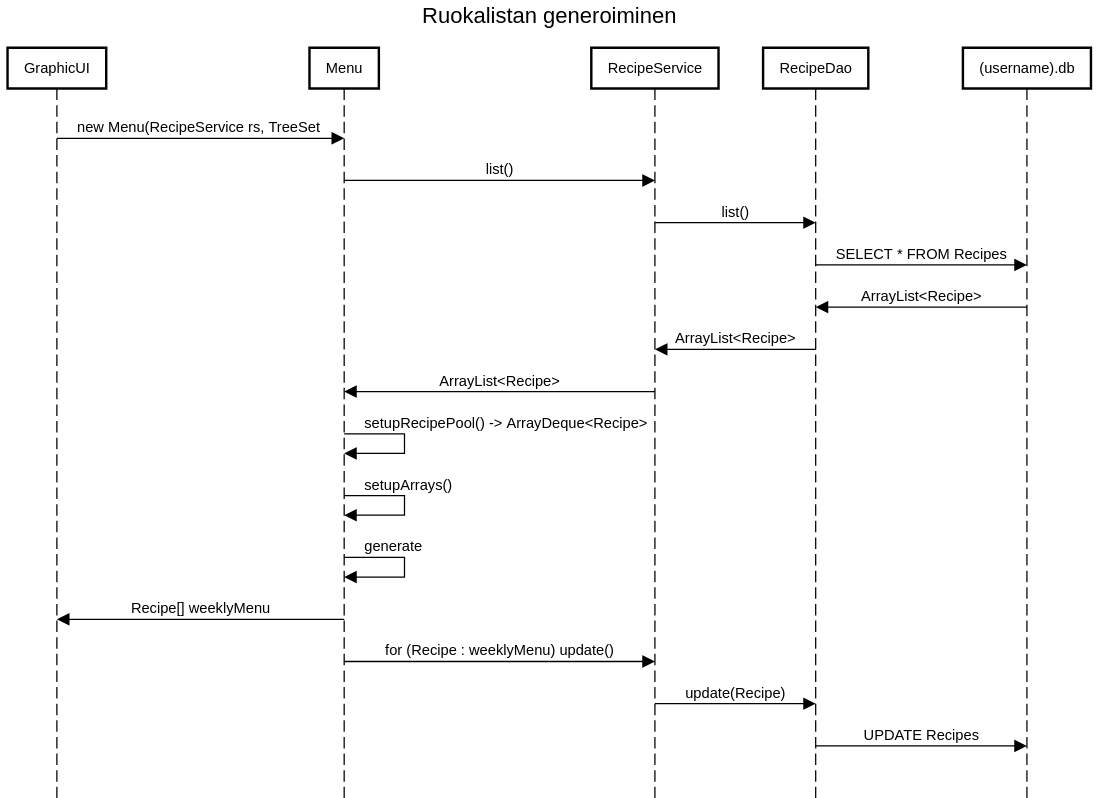 Ruokalistan generoiminen
GraphicUI
Menu
RecipeService
RecipeDao
(username).db
new Menu(RecipeService rs, TreeSet
list()
list()
SELECT * FROM Recipes
ArrayList<Recipe>
ArrayList<Recipe>
ArrayList<Recipe>
setupRecipePool() -> ArrayDeque<Recipe>
setupArrays()
generate
Recipe[] weeklyMenu
for (Recipe : weeklyMenu) update()
update(Recipe)
UPDATE Recipes